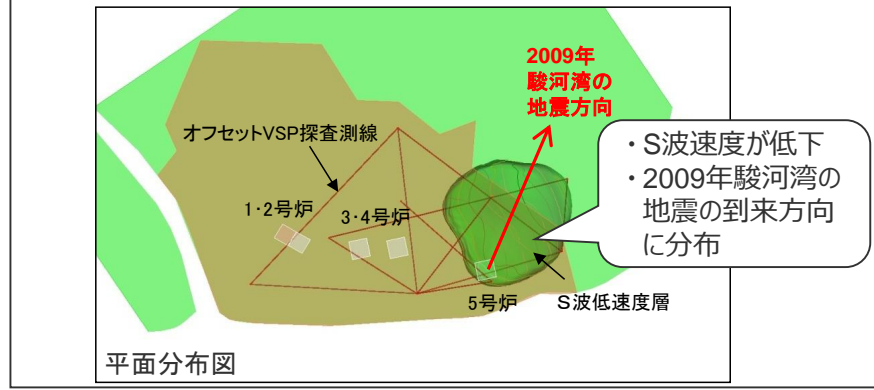 2009年
駿河湾の
地震方向
オフセットVSP探査測線
・S波速度が低下
・2009年駿河湾の
地震の到来方向
に分布
1・2号炉
3・4号炉
5号炉
S波低速度層
平面分布図